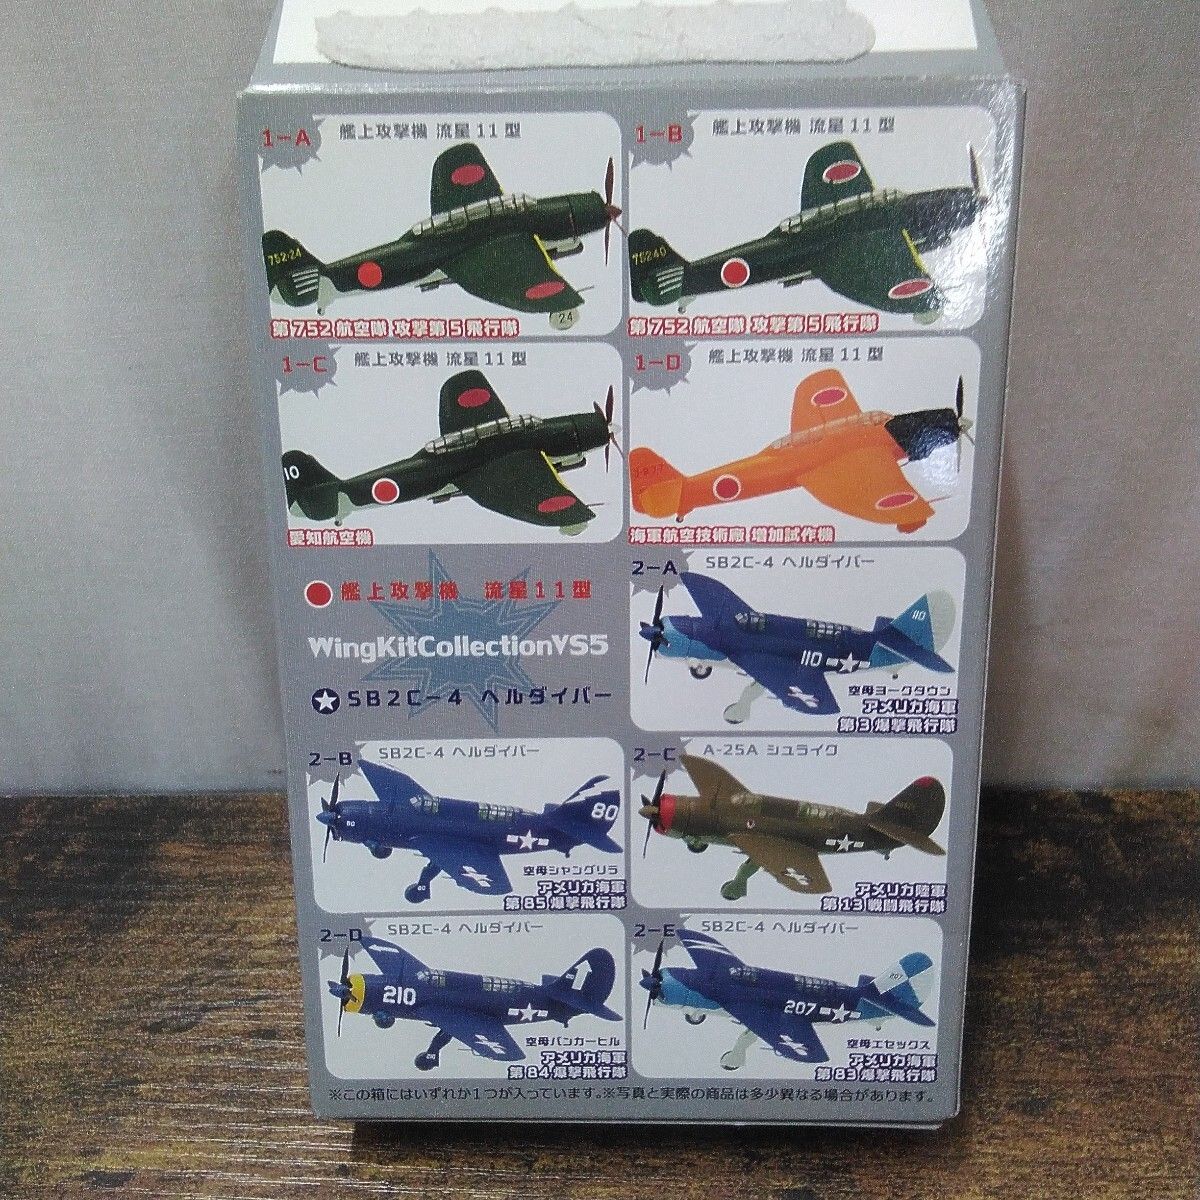 1-A 艦上攻撃機 流星11型
752-24
24
第752航空隊 攻撃第5飛行隊
1-B 艦上攻撃機 流星11型
75240
第752航空隊 攻撃第5飛行隊
1-C 艦上攻撃機 流星11型
10
愛知航空機
1-D 艦上攻撃機 流星11型
海軍航空技術廠 増加試作機
艦上攻撃機 流星11型
WingKitCollectionVS5
SB2C-4 ヘルダイバー
2-A SB2C-4 ヘルダイバー
110
110
空母ヨークタウン
アメリカ海軍
第3爆撃飛行隊
2-B SB2C-4 ヘルダイバー
80
80
空母シャングリラ
アメリカ海軍
第85爆撃飛行隊
2-C A-25A シュライク
アメリカ陸軍
第13戦闘飛行隊
2-D SB2C-4 ヘルダイバー
210
空母バンカーヒル
アメリカ海軍
第84爆撃飛行隊
2-E SB2C-4 ヘルダイバー
207
207
空母エセックス
アメリカ海軍
第83爆撃飛行隊
※この箱にはいずれか1つが入っています。※写真と実際の商品は多少異なる場合があります。